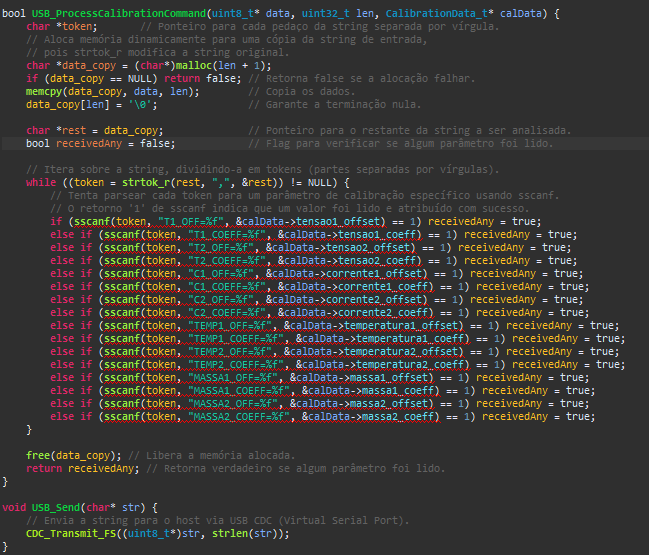 bool USB_ProcessCalibrationCommand(uint8_t* data, uint32_t len, CalibrationData_t* calData) {
    char *token;       // Ponteiro para cada pedaço da string separada por vírgula.
    // Aloca memória dinamicamente para uma cópia da string de entrada,
    // pois strtok_r modifica a string original.
    char *data_copy = (char*)malloc(len + 1);
    if (data_copy == NULL) return false; // Retorna false se a alocação falhar.
    memcpy(data_copy, data, len);        // Copia os dados.
    data_copy[len] = '\0';               // Garante a terminação nula.

    char *rest = data_copy;              // Ponteiro para o restante da string a ser analisada.
    bool receivedAny = false;            // Flag para verificar se algum parâmetro foi lido.

    // Itera sobre a string, dividindo-a em tokens (partes separadas por vírgulas).
    while ((token = strtok_r(rest, ",", &rest)) != NULL) {
        // Tenta parsear cada token para um parâmetro de calibração específico usando sscanf.
        // O retorno '1' de sscanf indica que um valor foi lido e atribuído com sucesso.
        if (sscanf(token, "T1_OFF=%f", &calData->tensao1_offset) == 1) receivedAny = true;
        else if (sscanf(token, "T1_COEFF=%f", &calData->tensao1_coeff) == 1) receivedAny = true;
        else if (sscanf(token, "T2_OFF=%f", &calData->tensao2_offset) == 1) receivedAny = true;
        else if (sscanf(token, "T2_COEFF=%f", &calData->tensao2_coeff) == 1) receivedAny = true;
        else if (sscanf(token, "C1_OFF=%f", &calData->corrente1_offset) == 1) receivedAny = true;
        else if (sscanf(token, "C1_COEFF=%f", &calData->corrente1_coeff) == 1) receivedAny = true;
        else if (sscanf(token, "C2_OFF=%f", &calData->corrente2_offset) == 1) receivedAny = true;
        else if (sscanf(token, "C2_COEFF=%f", &calData->corrente2_coeff) == 1) receivedAny = true;
        else if (sscanf(token, "TEMP1_OFF=%f", &calData->temperatura1_offset) == 1) receivedAny = true;
        else if (sscanf(token, "TEMP1_COEFF=%f", &calData->temperatura1_coeff) == 1) receivedAny = true;
        else if (sscanf(token, "TEMP2_OFF=%f", &calData->temperatura2_offset) == 1) receivedAny = true;
        else if (sscanf(token, "TEMP2_COEFF=%f", &calData->temperatura2_coeff) == 1) receivedAny = true;
        else if (sscanf(token, "MASSA1_OFF=%f", &calData->massa1_offset) == 1) receivedAny = true;
        else if (sscanf(token, "MASSA1_COEFF=%f", &calData->massa1_coeff) == 1) receivedAny = true;
        else if (sscanf(token, "MASSA2_OFF=%f", &calData->massa2_offset) == 1) receivedAny = true;
        else if (sscanf(token, "MASSA2_COEFF=%f", &calData->massa2_coeff) == 1) receivedAny = true;
    }

    free(data_copy); // Libera a memória alocada.
    return receivedAny; // Retorna verdadeiro se algum parâmetro foi lido.
}

void USB_Send(char* str) {
    // Envia a string para o host via USB CDC (Virtual Serial Port).
    CDC_Transmit_FS((uint8_t*)str, strlen(str));
}